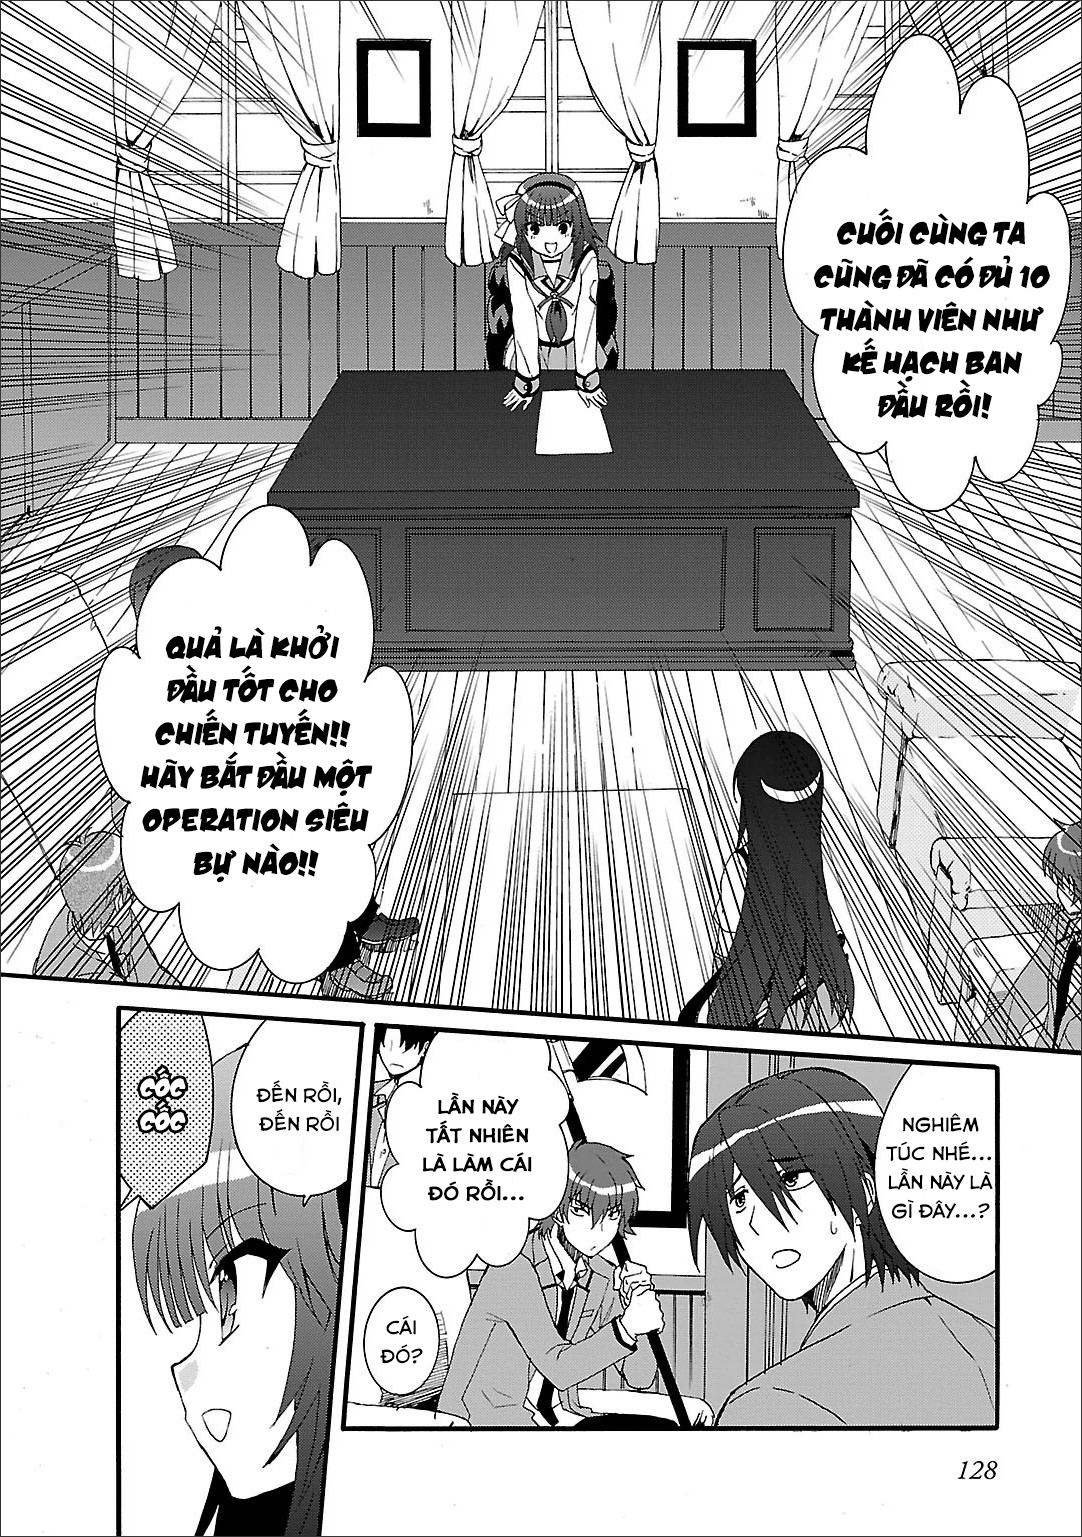 CUỐI CÙNG TA
CŨNG ĐÃ CÓ ĐỦ 10
THÀNH VIÊN NHƯ
KẾ HẠCH BAN
ĐẦU RỒI!
QUẢ LÀ KHỞI
ĐẦU TỐT CHO
CHIẾN TUYẾN!!
HÃY BẮT ĐẦU MỘT
OPERATION SIÊU
BỰ NÀO!!
NGHIÊM
TÚC NHÉ...
LẦN NÀY LÀ
GÌ ĐÂY...?
LẦN NÀY
TẤT NHIÊN
LÀ LÀM CÁI
ĐÓ RỒI...
CÁI
ĐÓ?
ĐẾN RỒI,
ĐẾN RỒI
CỐC
CỐC
128